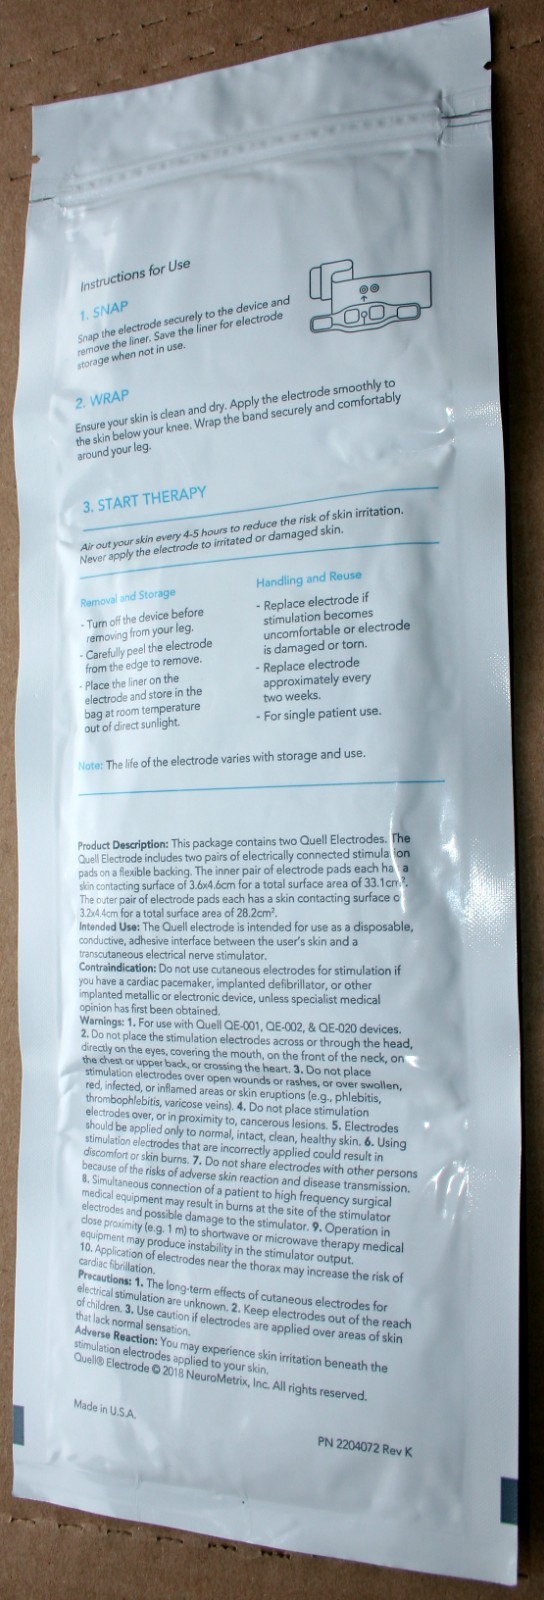 Instructions for Use
1. SNAP
Snap the electrode securely to the device and
remove the liner. Save the liner for electrode
storage when not in use.
2. WRAP
Ensure your skin is clean and dry. Apply the electrode smoothly to
the skin below your knee. Wrap the band securely and comfortably
around your leg.
3. START THERAPY
Air out your skin every 4-5 hours to reduce the risk of skin irritation.
Never apply the electrode to irritated or damaged skin.
Removal and Storage
- Turn off the device before
removing from your leg.
- Carefully peel the electrode
from the edge to remove.
- Place the liner on the
electrode and store in the
bag at room temperature
out of direct sunlight.
Handling and Reuse
- Replace electrode if
stimulation becomes
uncomfortable or electrode
is damaged or torn.
- Replace electrode
approximately every
two weeks.
- For single patient use.
Note: The life of the electrode varies with storage and use.
Product Description: This package contains two Quell Electrodes. The
Quell Electrode includes two pairs of electrically connected stimulation
pads on a flexible backing. The inner pair of electrode pads each has a
skin contacting surface of 3.6x4.6cm for a total surface area of 33.1cm².
The outer pair of electrode pads each has a skin contacting surface of
3.2x4.4cm for a total surface area of 28.2cm².
Intended Use: The Quell electrode is intended for use as a disposable,
conductive, adhesive interface between the user's skin and a
transcutaneous electrical nerve stimulator.
Contraindication: Do not use cutaneous electrodes for stimulation if
you have a cardiac pacemaker, implanted defibrillator, or other
implanted metallic or electronic device, unless specialist medical
opinion has first been obtained.
Warnings: 1. For use with Quell QE-001, QE-002, & QE-020 devices.
2. Do not place the stimulation electrodes across or through the head,
directly on the eyes, covering the mouth, on the front of the neck, on
the chest or upper back, or crossing the heart. 3. Do not place
stimulation electrodes over open wounds or rashes, or over swollen,
red, infected, or inflamed areas or skin eruptions (e.g., phlebitis,
thrombophlebitis, varicose veins). 4. Do not place stimulation
electrodes over, or in proximity to, cancerous lesions. 5. Electrodes
should be applied only to normal, intact, clean, healthy skin. 6. Using
stimulation electrodes that are incorrectly applied could result in
discomfort or skin burns. 7. Do not share electrodes with other persons
because of the risks of adverse skin reaction and disease transmission.
8. Simultaneous connection of a patient to high frequency surgical
medical equipment may result in burns at the site of the stimulator
electrodes and possible damage to the stimulator. 9. Operation in
close proximity (e.g. 1 m) to shortwave or microwave therapy medical
equipment may produce instability in the stimulator output.
10. Application of electrodes near the thorax may increase the risk of
cardiac fibrillation.
Precautions: 1. The long-term effects of cutaneous electrodes for
electrical stimulation are unknown. 2. Keep electrodes out of the reach
of children. 3. Use caution if electrodes are applied over areas of skin
that lack normal sensation.
Adverse Reaction: You may experience skin irritation beneath the
stimulation electrodes applied to your skin.
Quell® Electrode © 2018 NeuroMetrix, Inc. All rights reserved.
Made in U.S.A.
PN 2204072 Rev K